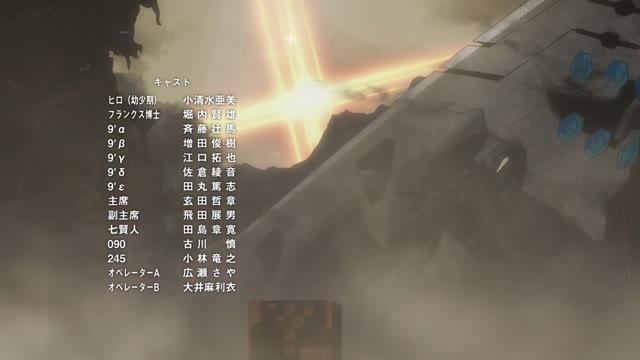 キャスト
ヒロ（幼少期） 小清水亜美
フランクス博士 堀内賢雄
9'α 斉藤壮馬
9'β 増田俊樹
9'γ 江口拓也
9'δ 佐倉綾音
9'ε 田丸篤志
主席 玄田哲章
副主席 飛田展男
七賢人 田島章寛
090 古川慎
245 小林竜之
オペレーターA 広瀬さや
オペレーターB 大井麻利衣